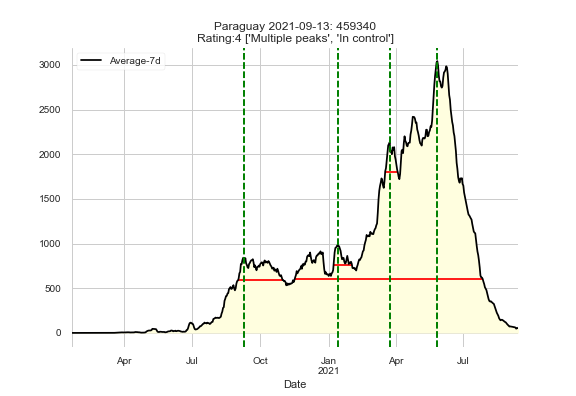 Paraguay 2021-09-13: 459340
Rating:4 ['Multiple peaks', 'In control']
Average-7d
3000
2500
2000
1500
1000
500
0
Apr Jul Oct Jan Apr Jul
2021
Date